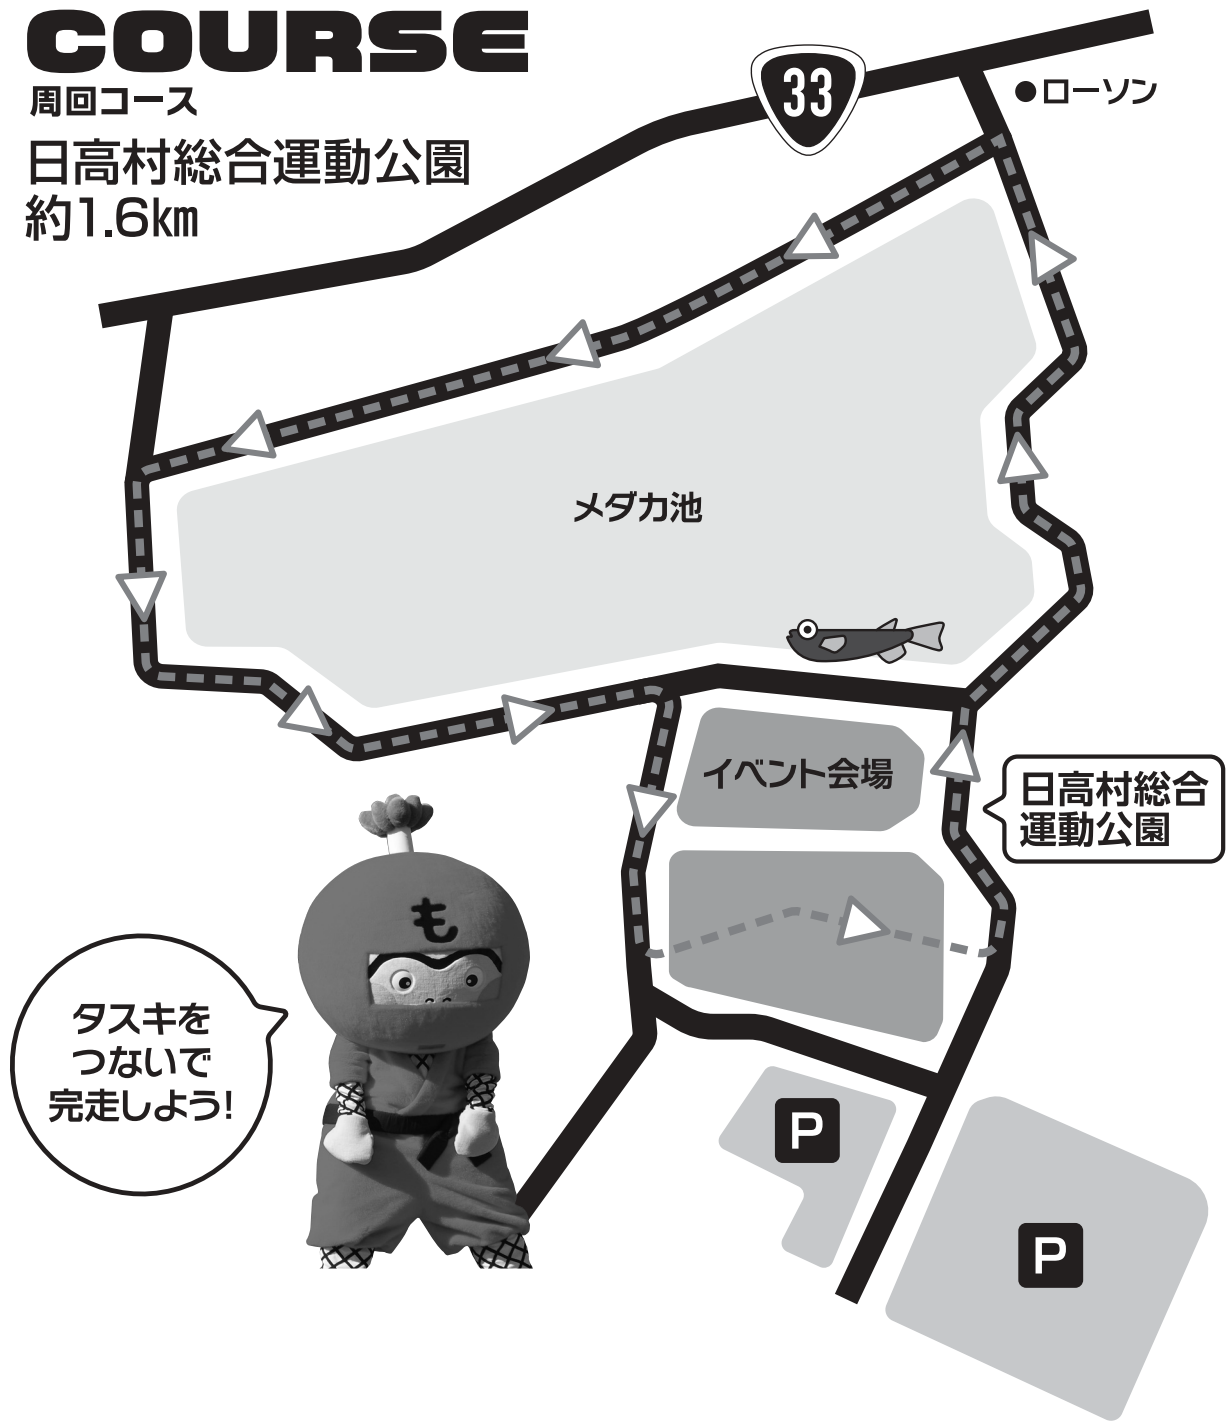 COURSE
周回コース
日高村総合運動公園
約1.6km
33
●ローソン
メダカ池
イベント会場
日高村総合
運動公園
も
タスキを
つないで
完走しよう!
P
P